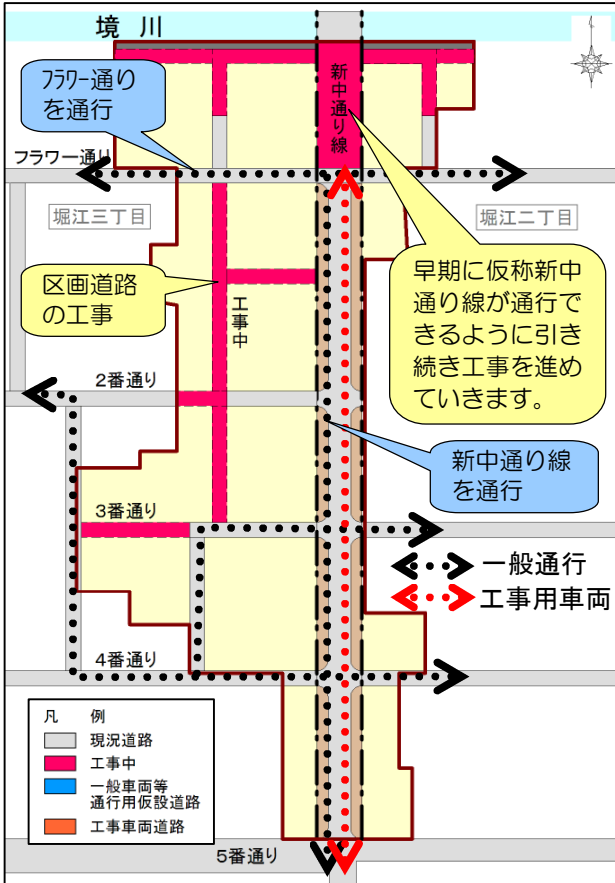 境 川
フラワー通り
を通行
新中通り線
フラワー通り
堀江三丁目
堀江二丁目
区画道路
の工事
工事中
早期に仮称新中
通り線が通行で
きるように引き
続き工事を進め
ていきます。
2番通り
新中通り線
を通行
3番通り
一般通行
工事用車両
4番通り
凡 例
現況道路
工事中
一般車両等
通行用仮設道路
工事車両道路
5番通り